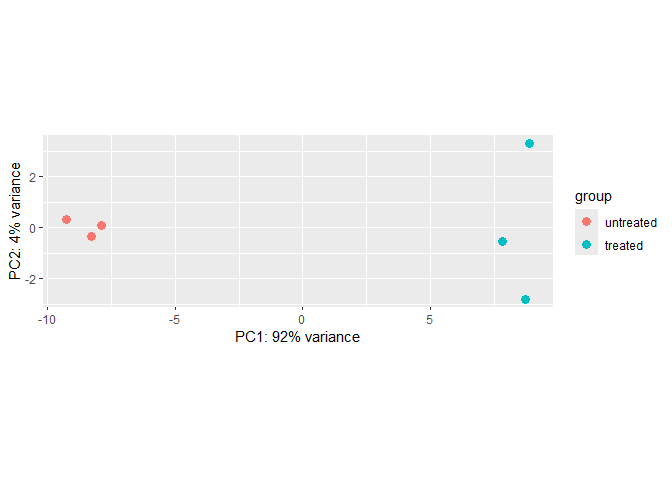 2
0
-2
PC2: 4% variance
-10
-5
0
5
PC1: 92% variance
group
untreated
treated